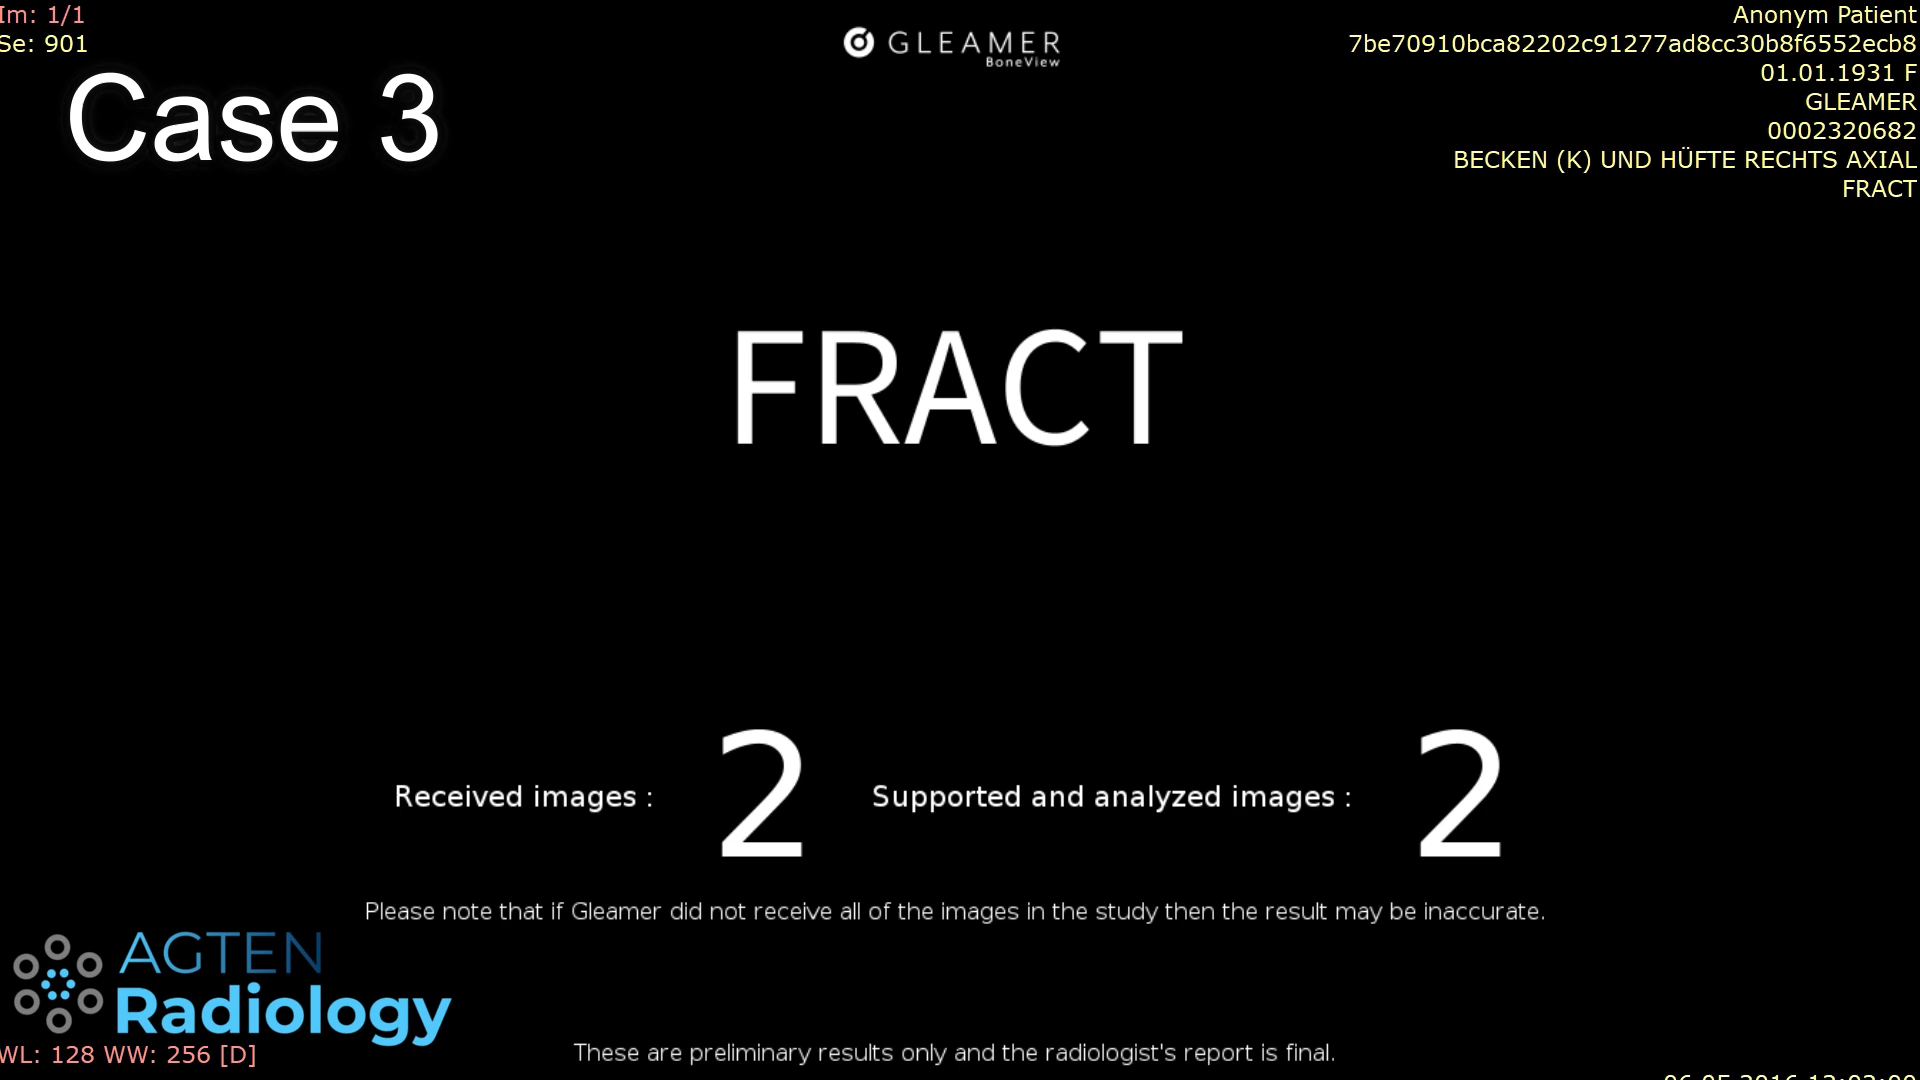 Im: 1/1
Se: 901
Case 3
GLEAMER
BoneView
Anonym Patient
7be70910bca82202c91277ad8cc30b8f6552ecb8
01.01.1931 F
GLEAMER
0002320682
BECKEN (K) UND HÜFTE RECHTS AXIAL
FRACT
FRACT
Received images : 2 Supported and analyzed images : 2
Please note that if Gleamer did not receive all of the images in the study then the result may be inaccurate.
AGTEN
Radiology
WL: 128 WW: 256 [D]
These are preliminary results only and the radiologist's report is final.